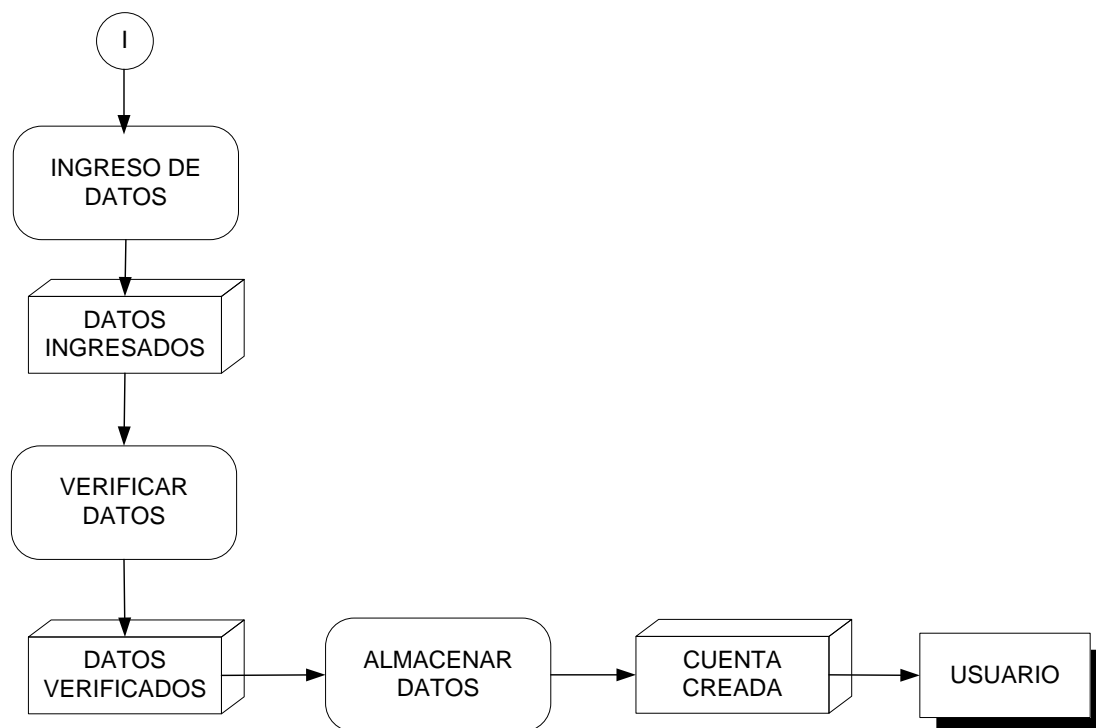 I
INGRESO DE
DATOS
DATOS
INGRESADOS
VERIFICAR
DATOS
DATOS
VERIFICADOS
ALMACENAR
DATOS
CUENTA
CREADA
USUARIO